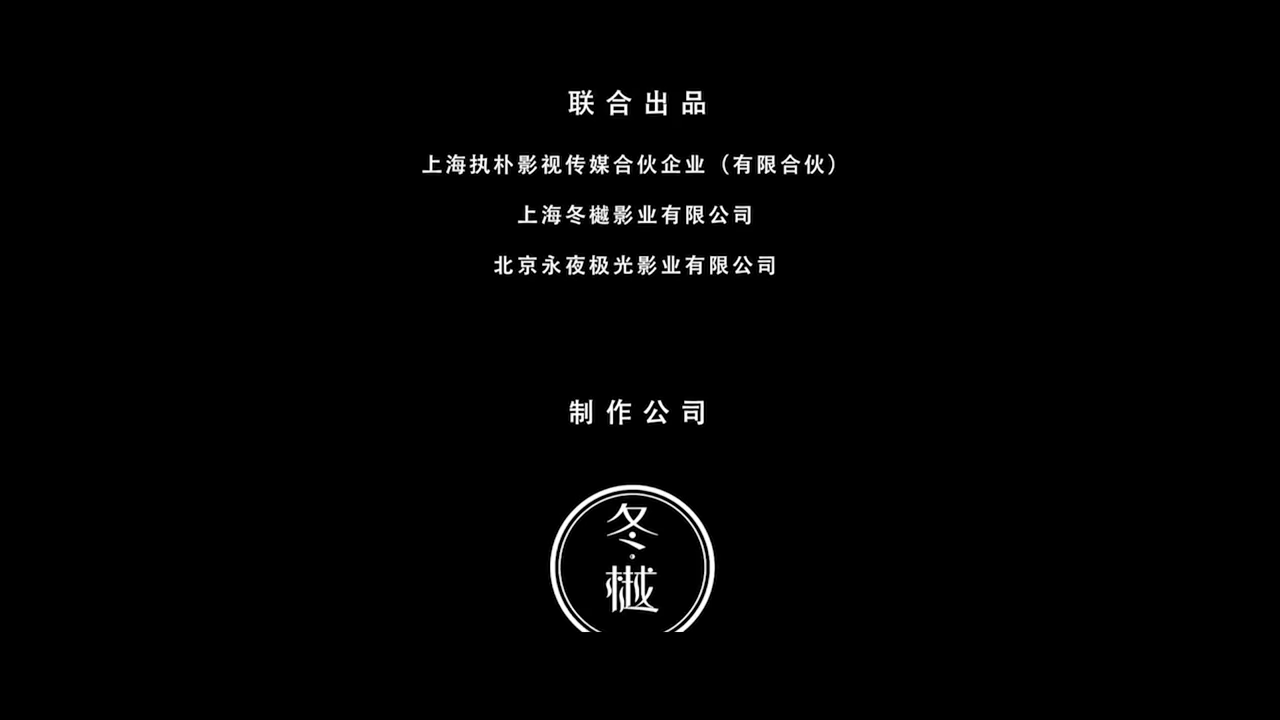 联合出品
上海执朴影视传媒合伙企业（有限合伙）
上海冬樾影业有限公司
北京永夜极光影业有限公司
制作公司
冬·樾